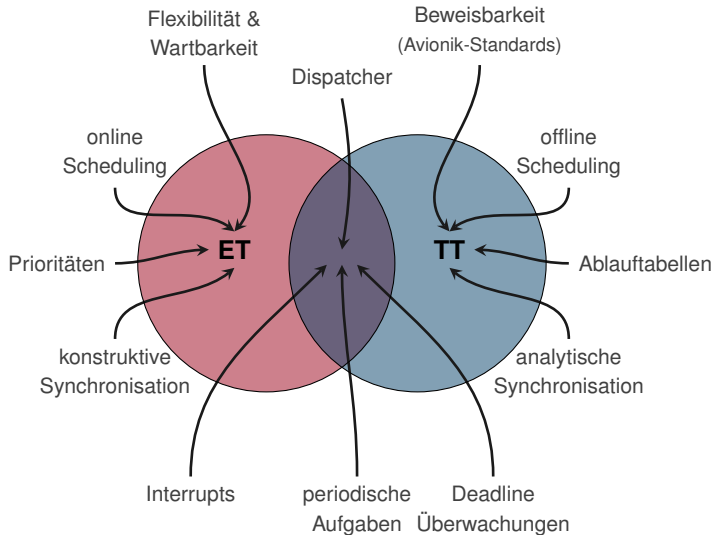 Flexibilität &
Wartbarkeit
Beweisbarkeit
(Avionik-Standards)
Dispatcher
online
Scheduling
offline
Scheduling
Prioritäten
ET
TT
Ablauftabellen
konstruktive
Synchronisation
analytische
Synchronisation
Interrupts
periodische
Aufgaben
Deadline
Überwachungen